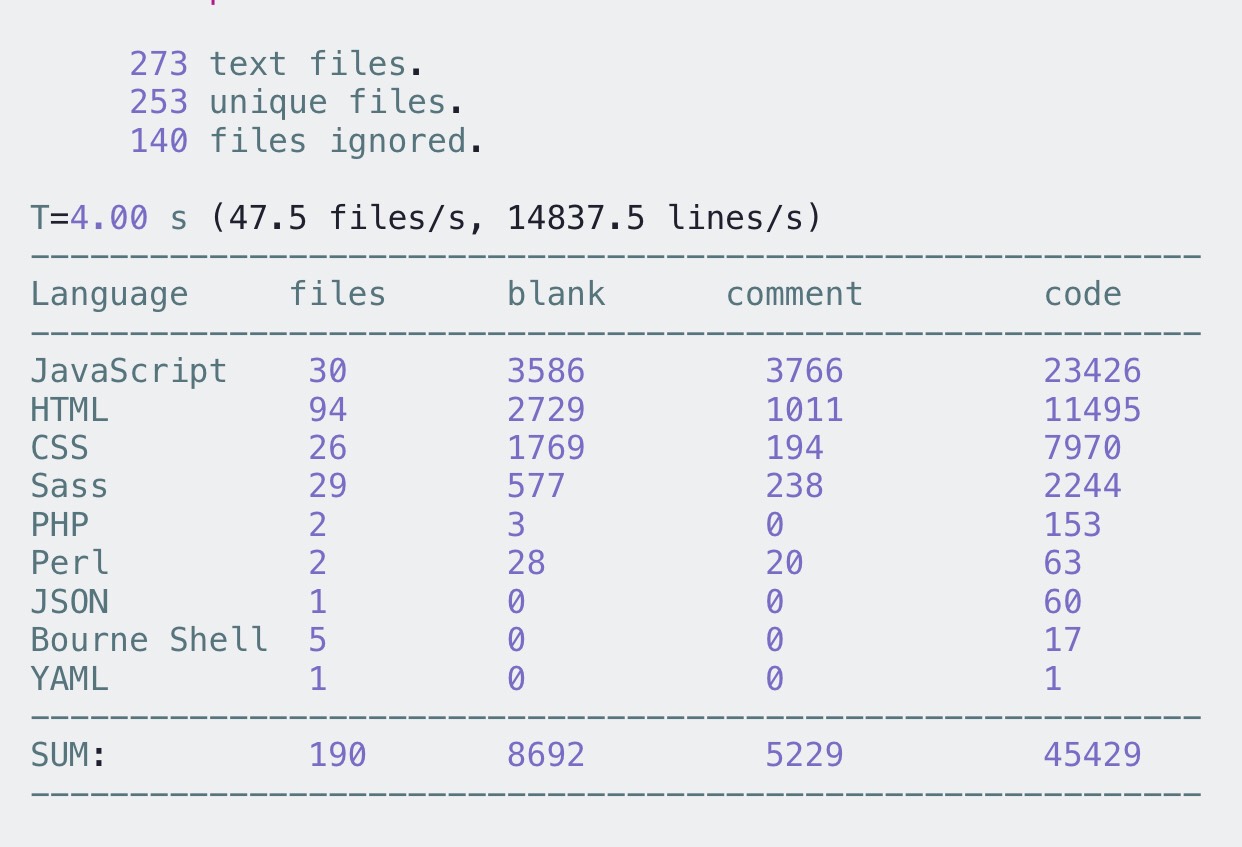 273 text files.
253 unique files.
140 files ignored.
T=4.00 s (47.5 files/s, 14837.5 lines/s)
Language files blank comment code
JavaScript 30 3586 3766 23426
HTML 94 2729 1011 11495
CSS 26 1769 194 7970
Sass 29 577 238 2244
PHP 2 3 0 153
Perl 2 28 20 63
JSON 1 0 0 60
Bourne Shell 5 0 0 17
YAML 1 0 0 1
SUM: 190 8692 5229 45429